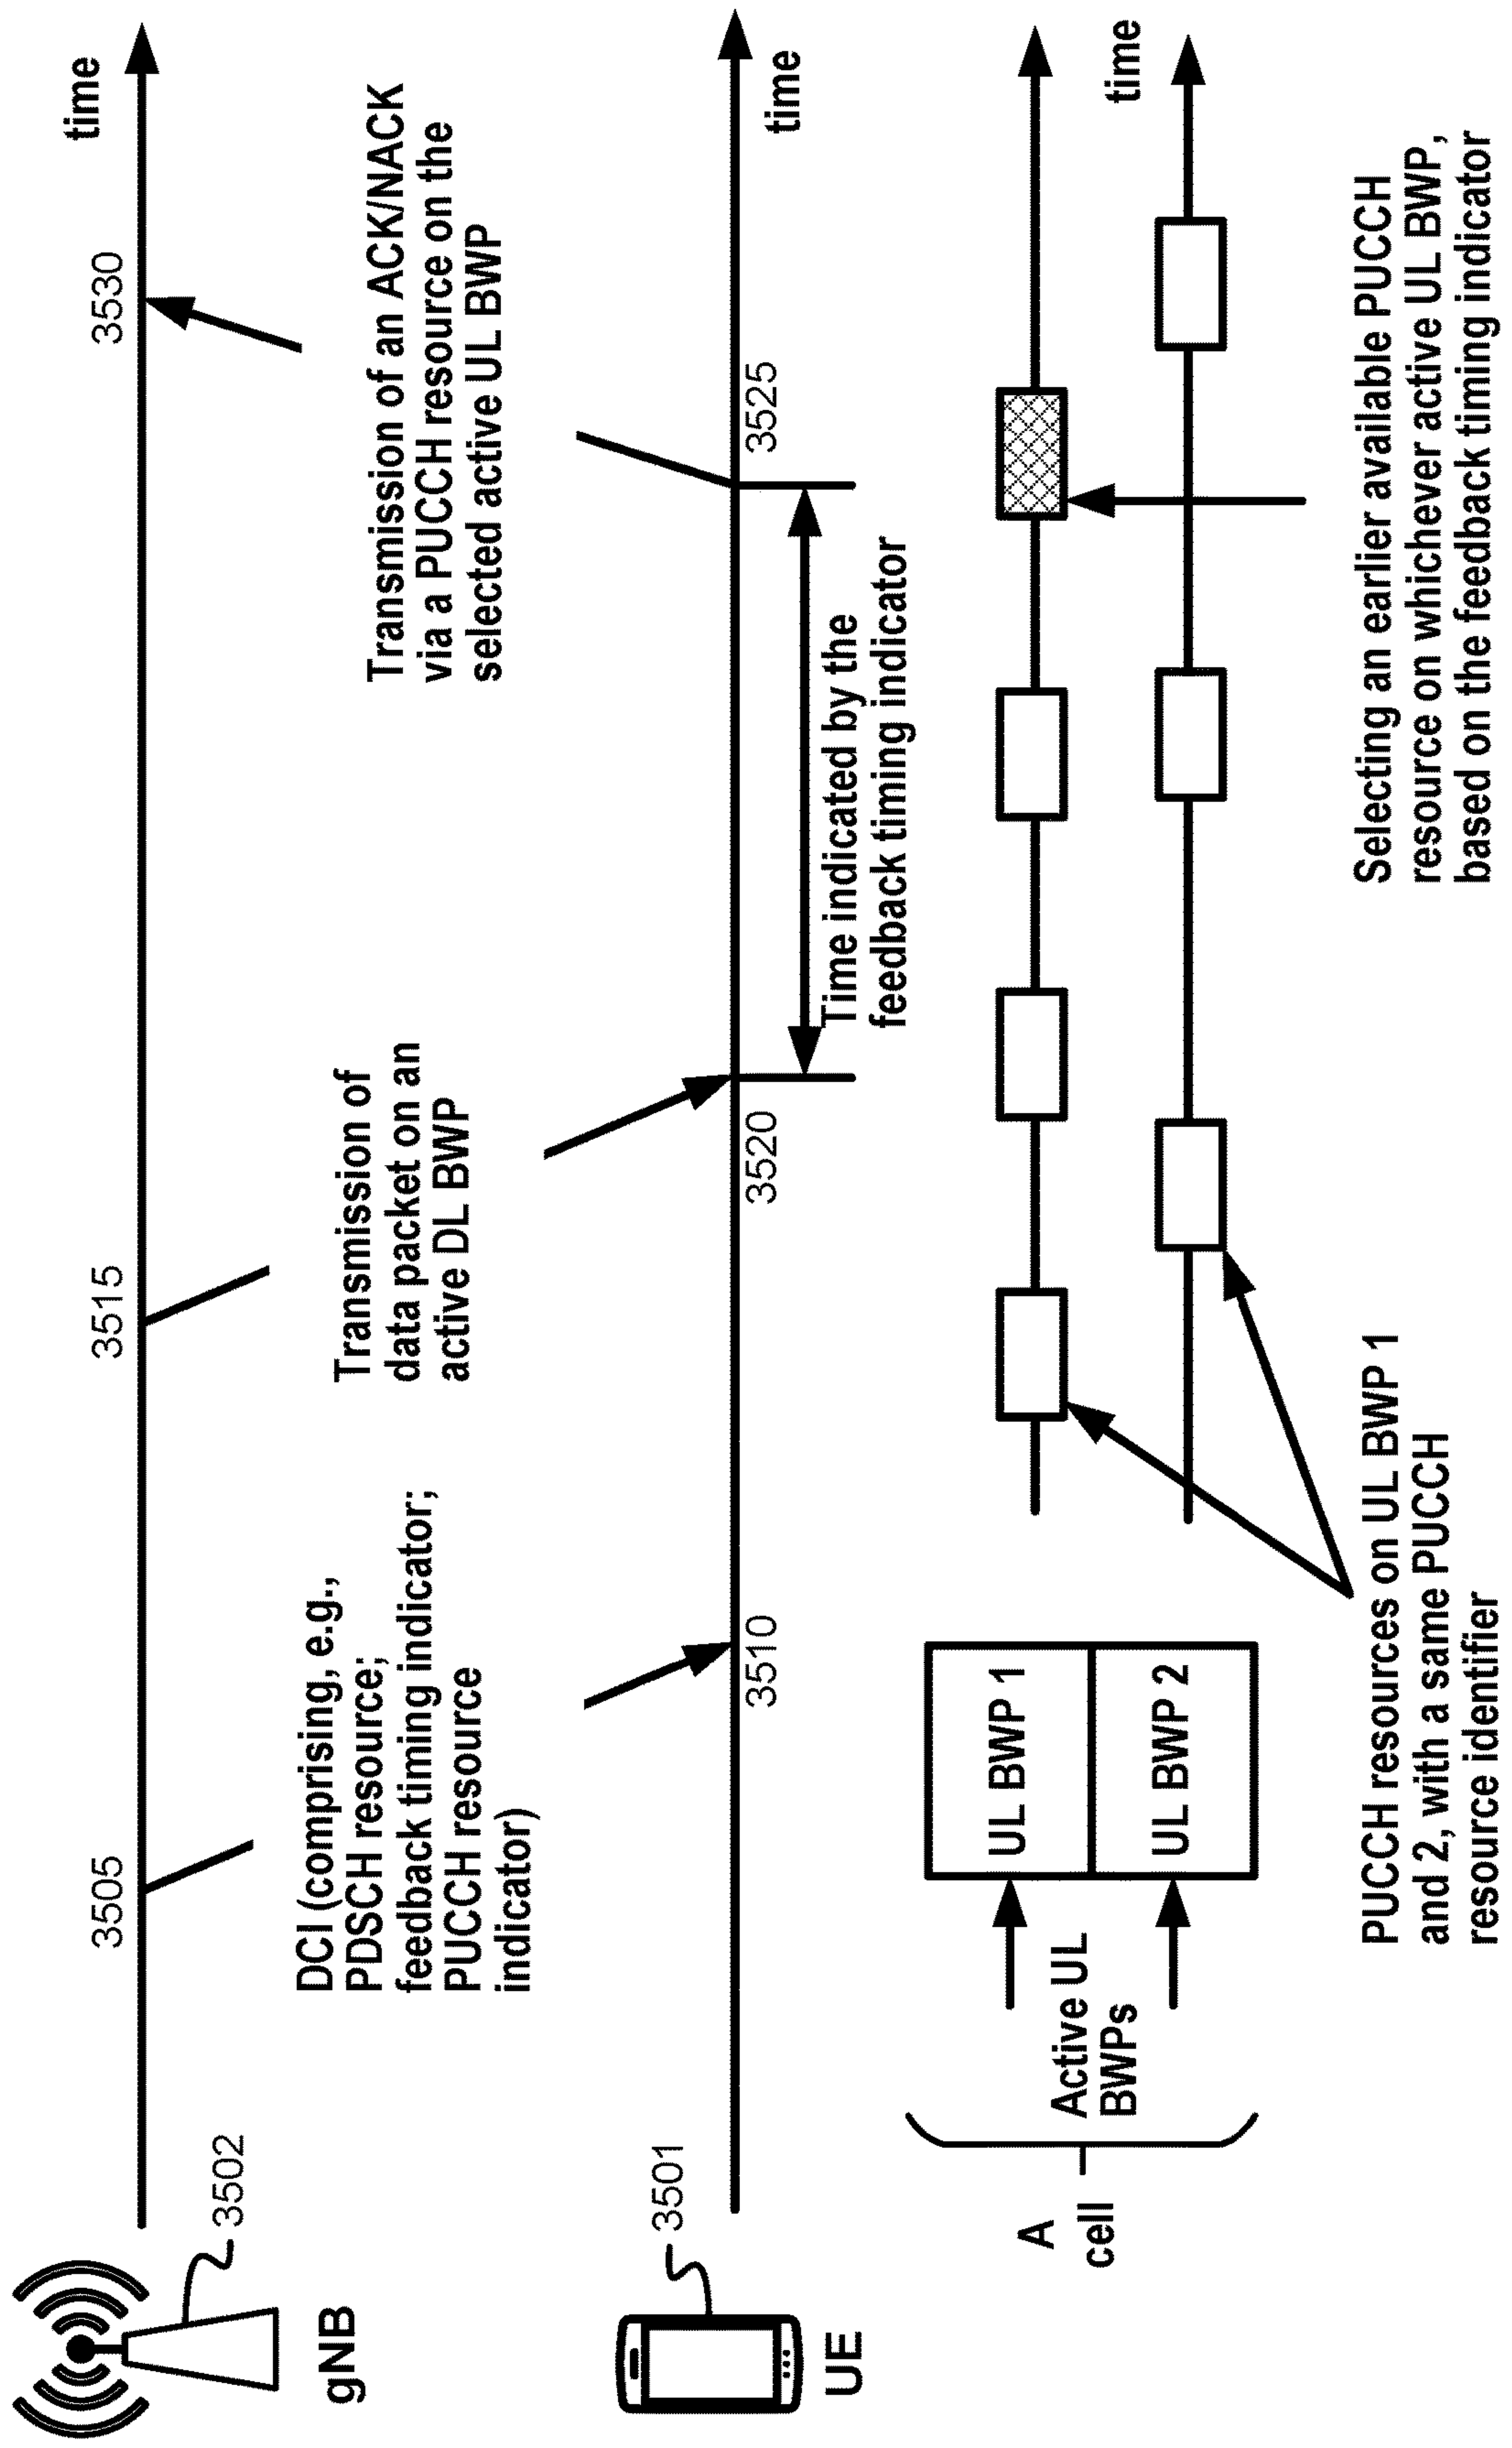 3502
gNB
3505
3515
3530
time
DCI (comprising, e.g.,
PDSCH resource;
feedback timing indicator;
PUCCH resource
indicator)
Transmission of
data packet on an
active DL BWP
Transmission of an ACK/NACK
via a PUCCH resource on the
selected active UL BWP
3501
UE
3510
3520
3525
time
Time indicated by the
feedback timing indicator
A
cell
Active UL
BWPs
UL BWP 1
UL BWP 2
time
PUCCH resources on UL BWP 1
and 2, with a same PUCCH
resource identifier
Selecting an earlier available PUCCH
resource on whichever active UL BWP,
based on the feedback timing indicator